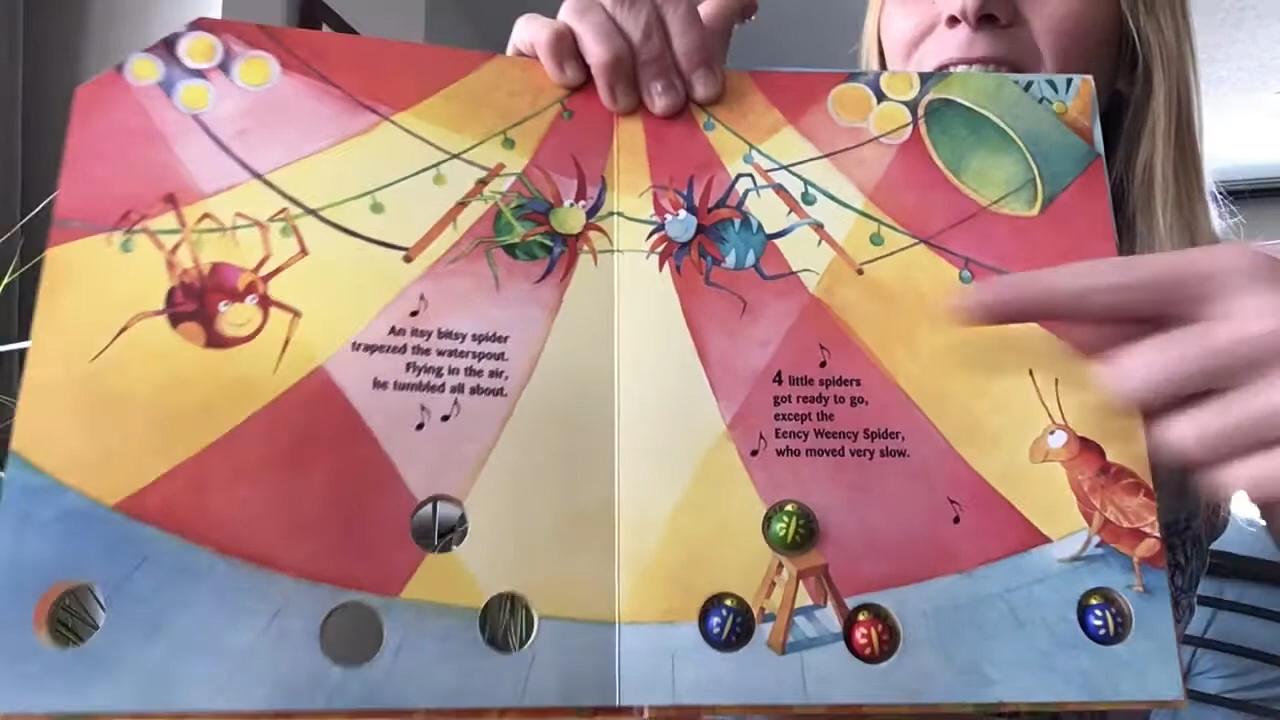 An itsy bitsy spider
trapezed the waterspout.
Flying in the air,
he tumbled all about.
4 little spiders
got ready to go,
except the
Eency Weency Spider,
who moved very slow.